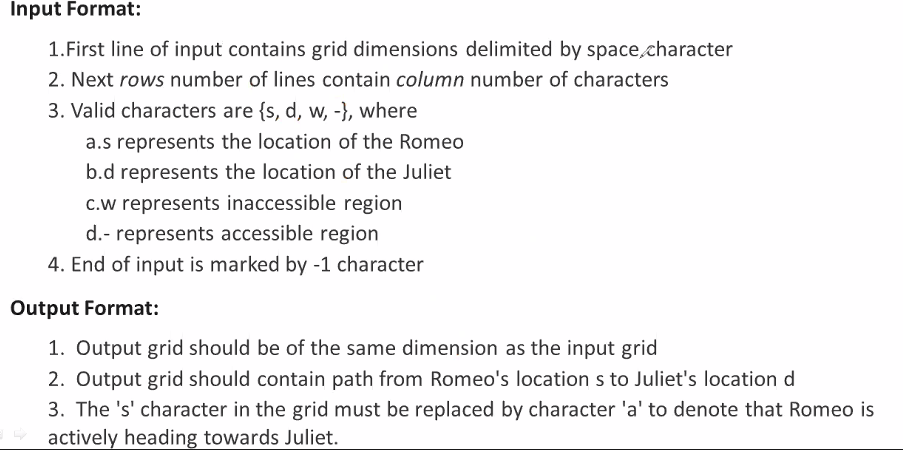 Input Format:
1.First line of input contains grid dimensions delimited by space character
2. Next rows number of lines contain column number of characters
3. Valid characters are {s, d, w, -}, where
a.s represents the location of the Romeo
b.d represents the location of the Juliet
c.w represents inaccessible region
d.- represents accessible region
4. End of input is marked by -1 character
Output Format:
1. Output grid should be of the same dimension as the input grid
2. Output grid should contain path from Romeo's location s to Juliet's location d
3. The 's' character in the grid must be replaced by character 'a' to denote that Romeo is
actively heading towards Juliet.